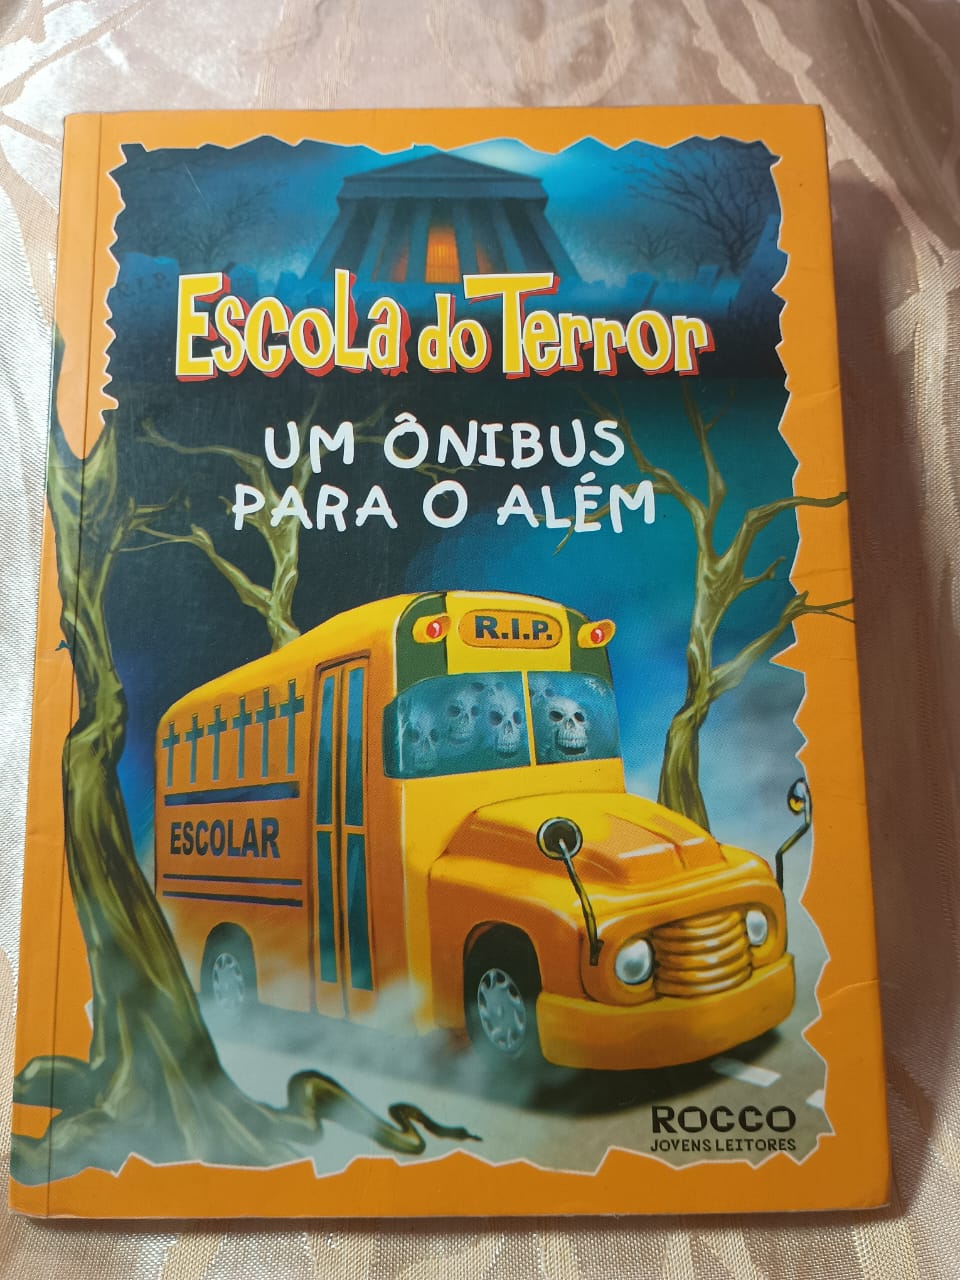 Escola do Terror
UM ÔNIBUS
PARA O ALÉM
R.I.P.
ESCOLAR
ROCCO
JOVENS LEITORES